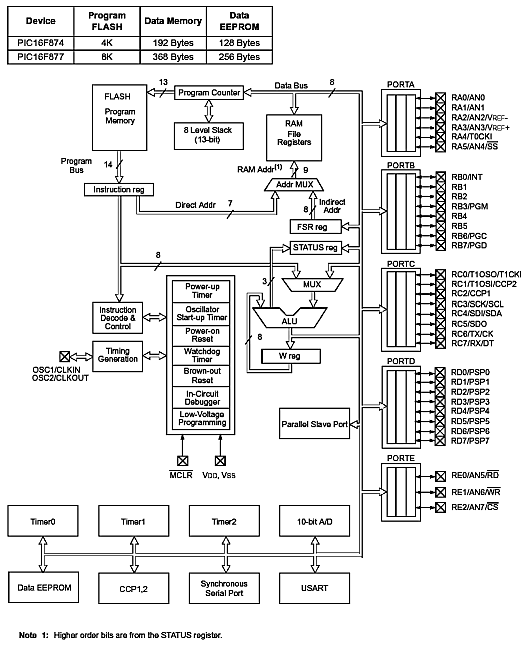 Device Program FLASH Data Memory Data EEPROM
PIC16F874 4K 192 Bytes 128 Bytes
PIC16F877 8K 368 Bytes 256 Bytes
13
Program Counter
Data Bus
8
FLASH
Program
Memory
8 Level Stack
(13-bit)
RAM
File
Registers
Program
Bus
14
RAM Addr(1)
9
Instruction reg
Addr MUX
Direct Addr
7
8
Indirect
Addr
FSR reg
STATUS reg
8
3
MUX
Power-up
Timer
Oscillator
Start-up Timer
Power-on
Reset
Watchdog
Timer
Brown-out
Reset
In-Circuit
Debugger
Low-Voltage
Programming
Instruction
Decode &
Control
ALU
8
W reg
Timing
Generation
OSC1/CLKIN
OSC2/CLKOUT
MCLR
VDD, VSS
Parallel Slave Port
PORTA
RA0/AN0
RA1/AN1
RA2/AN2/VREF-
RA3/AN3/VREF+
RA4/T0CKI
RA5/AN4/SS
PORTB
RB0/INT
RB1
RB2
RB3/PGM
RB4
RB5
RB6/PGC
RB7/PGD
PORTC
RC0/T1OSO/T1CKI
RC1/T1OSI/CCP2
RC2/CCP1
RC3/SCK/SCL
RC4/SDI/SDA
RC5/SDO
RC6/TX/CK
RC7/RX/DT
PORTD
RD0/PSP0
RD1/PSP1
RD2/PSP2
RD3/PSP3
RD4/PSP4
RD5/PSP5
RD6/PSP6
RD7/PSP7
PORTE
RE0/AN5/RD
RE1/AN6/WR
RE2/AN7/CS
Timer0
Timer1
Timer2
10-bit A/D
Data EEPROM
CCP1,2
Synchronous
Serial Port
USART
Note 1: Higher order bits are from the STATUS register.